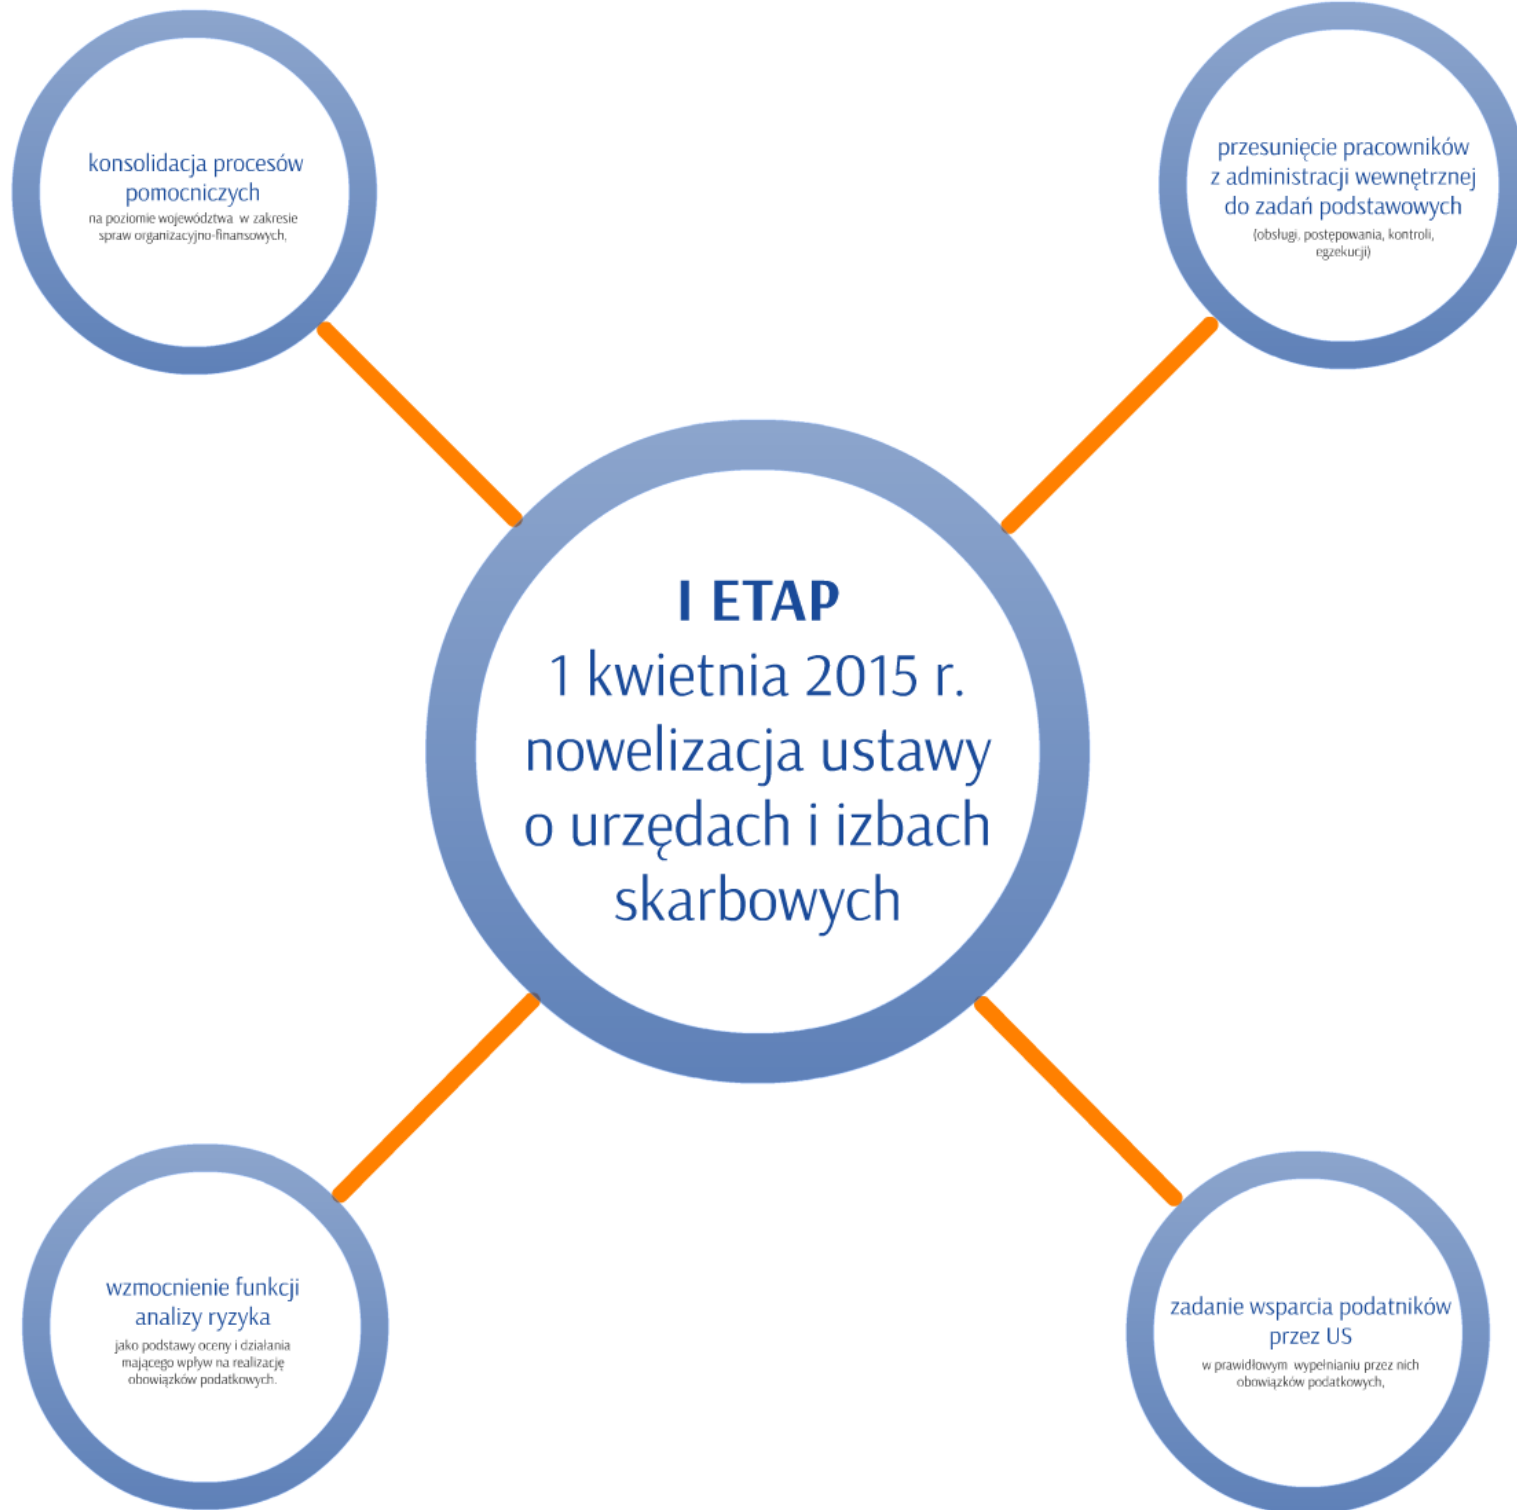 konsolidacja procesów
pomocniczych
na poziomie województwa w zakresie
spraw organizacyjno-finansowych,
przesunięcie pracowników
z administracji wewnętrznej
do zadań podstawowych
(obsługi, postępowania, kontroli,
egzekucji)
I ETAP
1 kwietnia 2015 r.
nowelizacja ustawy
o urzędach i izbach
skarbowych
wzmocnienie funkcji
analizy ryzyka
jako podstawy oceny i działania
mającego wpływ na realizację
obowiązków podatkowych.
zadanie wsparcia podatników
przez US
w prawidłowym wypełnianiu przez nich
obowiązków podatkowych,